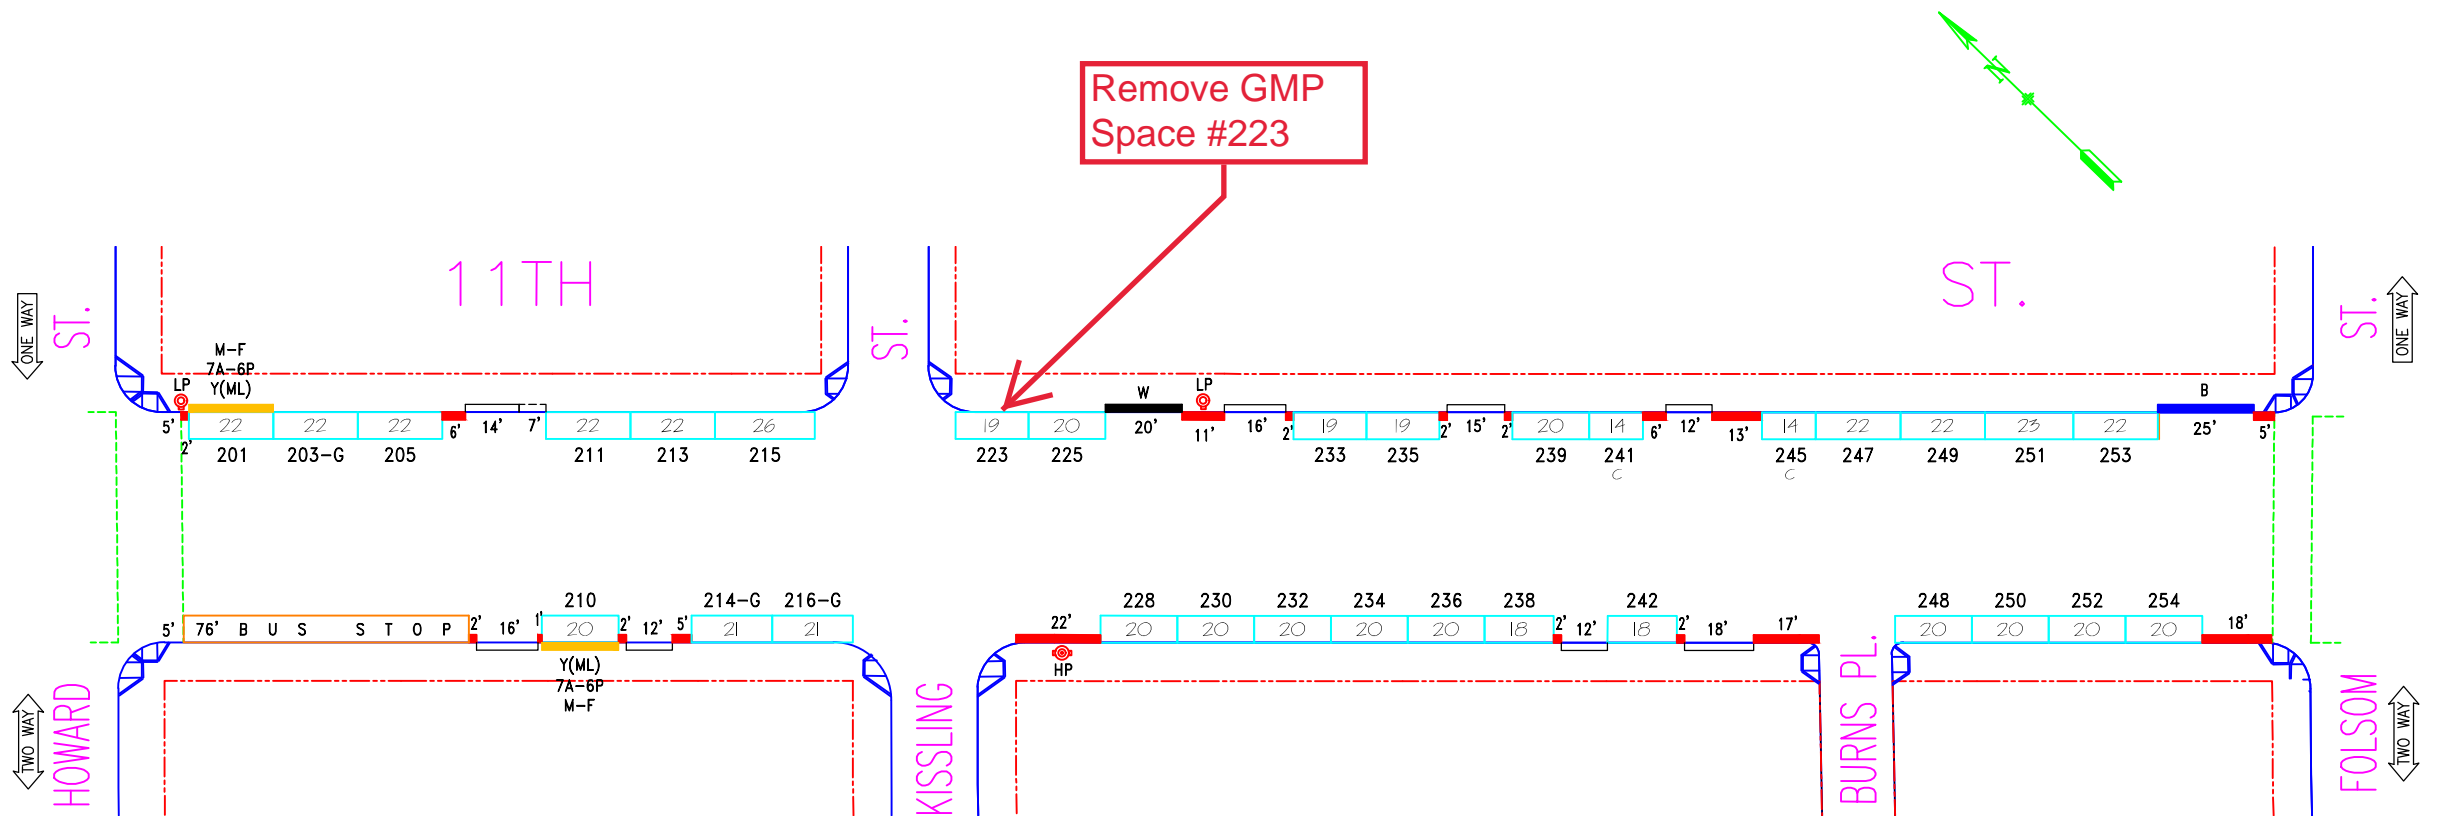 Remove GMP
Space #223
N
11TH
ST.
ST.
ST.
ST.
ONE WAY
ONE WAY
M-F
7A-6P
Y(ML)
LP
W
LP
B
5'
2'
22
22
22
6'
14'
7'
22
22
26
19
20
20'
11'
16'
2'
19
19
2'
15'
2'
20
14
6'
12'
13'
14
22
22
23
22
25'
5'
201
203-G
205
211
213
215
223
225
233
235
239
241
245
247
249
251
253
C
C
210
214-G
216-G
228
230
232
234
236
238
242
248
250
252
254
5'
76' BUS STOP
2'
16'
1'
20
2'
12'
5'
21
21
22'
20
20
20
20
20
18
2'
12'
18
2'
18'
17'
20
20
20
20
18'
Y(ML)
7A-6P
M-F
HP
TWO WAY
HOWARD
KISSLING
BURNS PL.
FOLSOM
TWO WAY